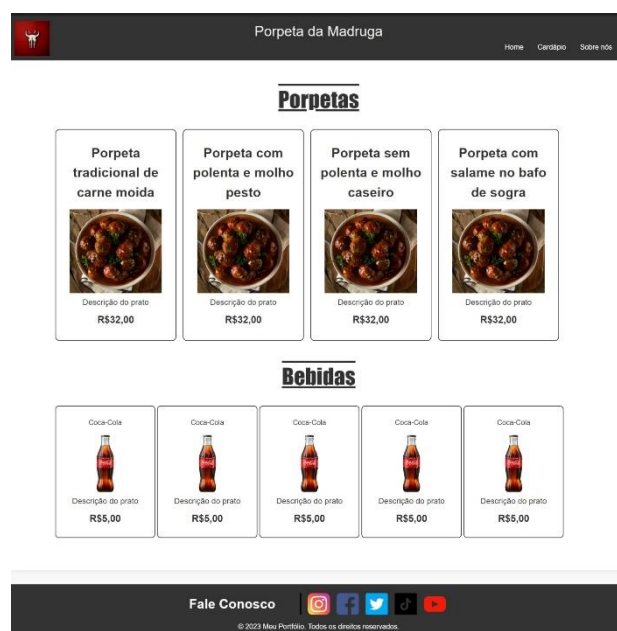 Porpeta da Madruga
Home Cardápio Sobre nós
Porpetas
Porpeta
tradicional de
carne moida
Descrição do prato
R$32,00
Porpeta com
polenta e molho
pesto
Descrição do prato
R$32,00
Porpeta sem
polenta e molho
caseiro
Descrição do prato
R$32,00
Porpeta com
salame no bafo
de sogra
Descrição do prato
R$32,00
Bebidas
Coca-Cola
Descrição do prato
R$5,00
Coca-Cola
Descrição do prato
R$5,00
Coca-Cola
Descrição do prato
R$5,00
Coca-Cola
Descrição do prato
R$5,00
Coca-Cola
Descrição do prato
R$5,00
Fale Conosco
© 2023 Meu Portfólio. Todos os direitos reservados.